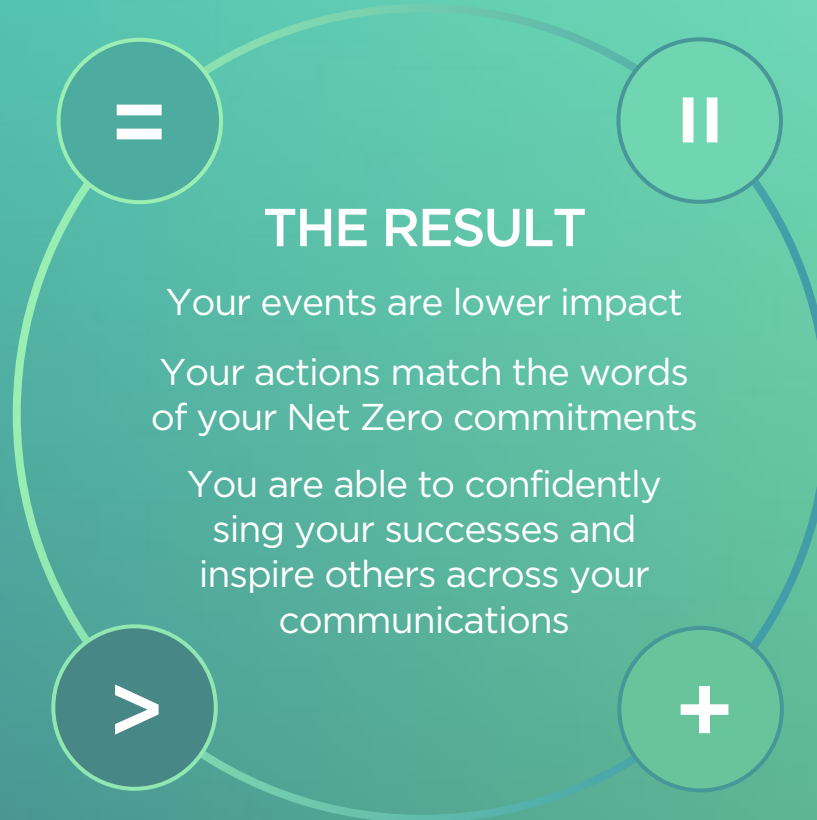 =
II
THE RESULT
Your events are lower impact
Your actions match the words
of your Net Zero commitments
You are able to confidently
sing your successes and
inspire others across your
communications
>
+